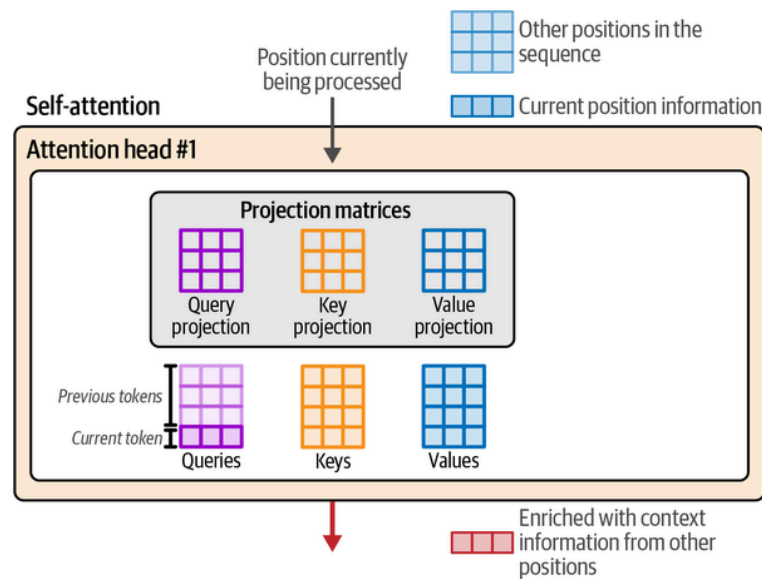 Position currently
being processed
Other positions in the
sequence
Current position information
Self-attention
Attention head #1
Projection matrices
Query
projection
Key
projection
Value
projection
Previous tokens
Current token
Queries
Keys
Values
Enriched with context
information from other
positions